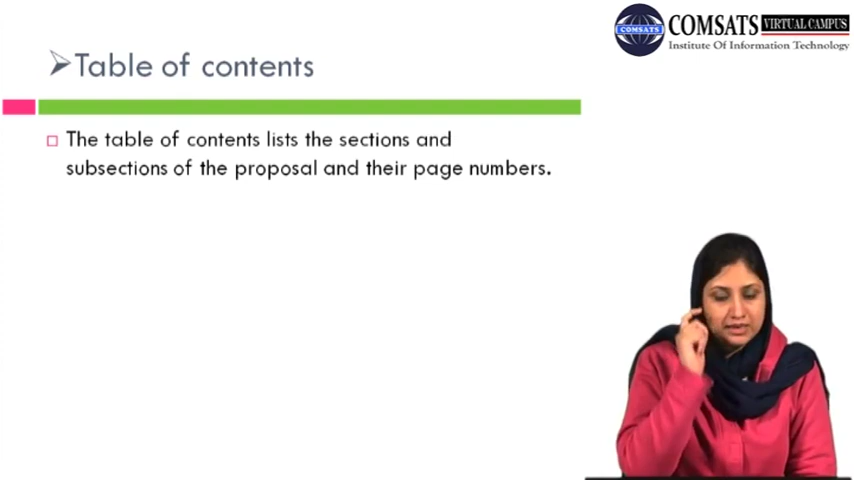 COMSATS VIRTUAL CAMPUS
COMSATS
Institute Of Information Technology
Table of contents
The table of contents lists the sections and
subsections of the proposal and their page numbers.